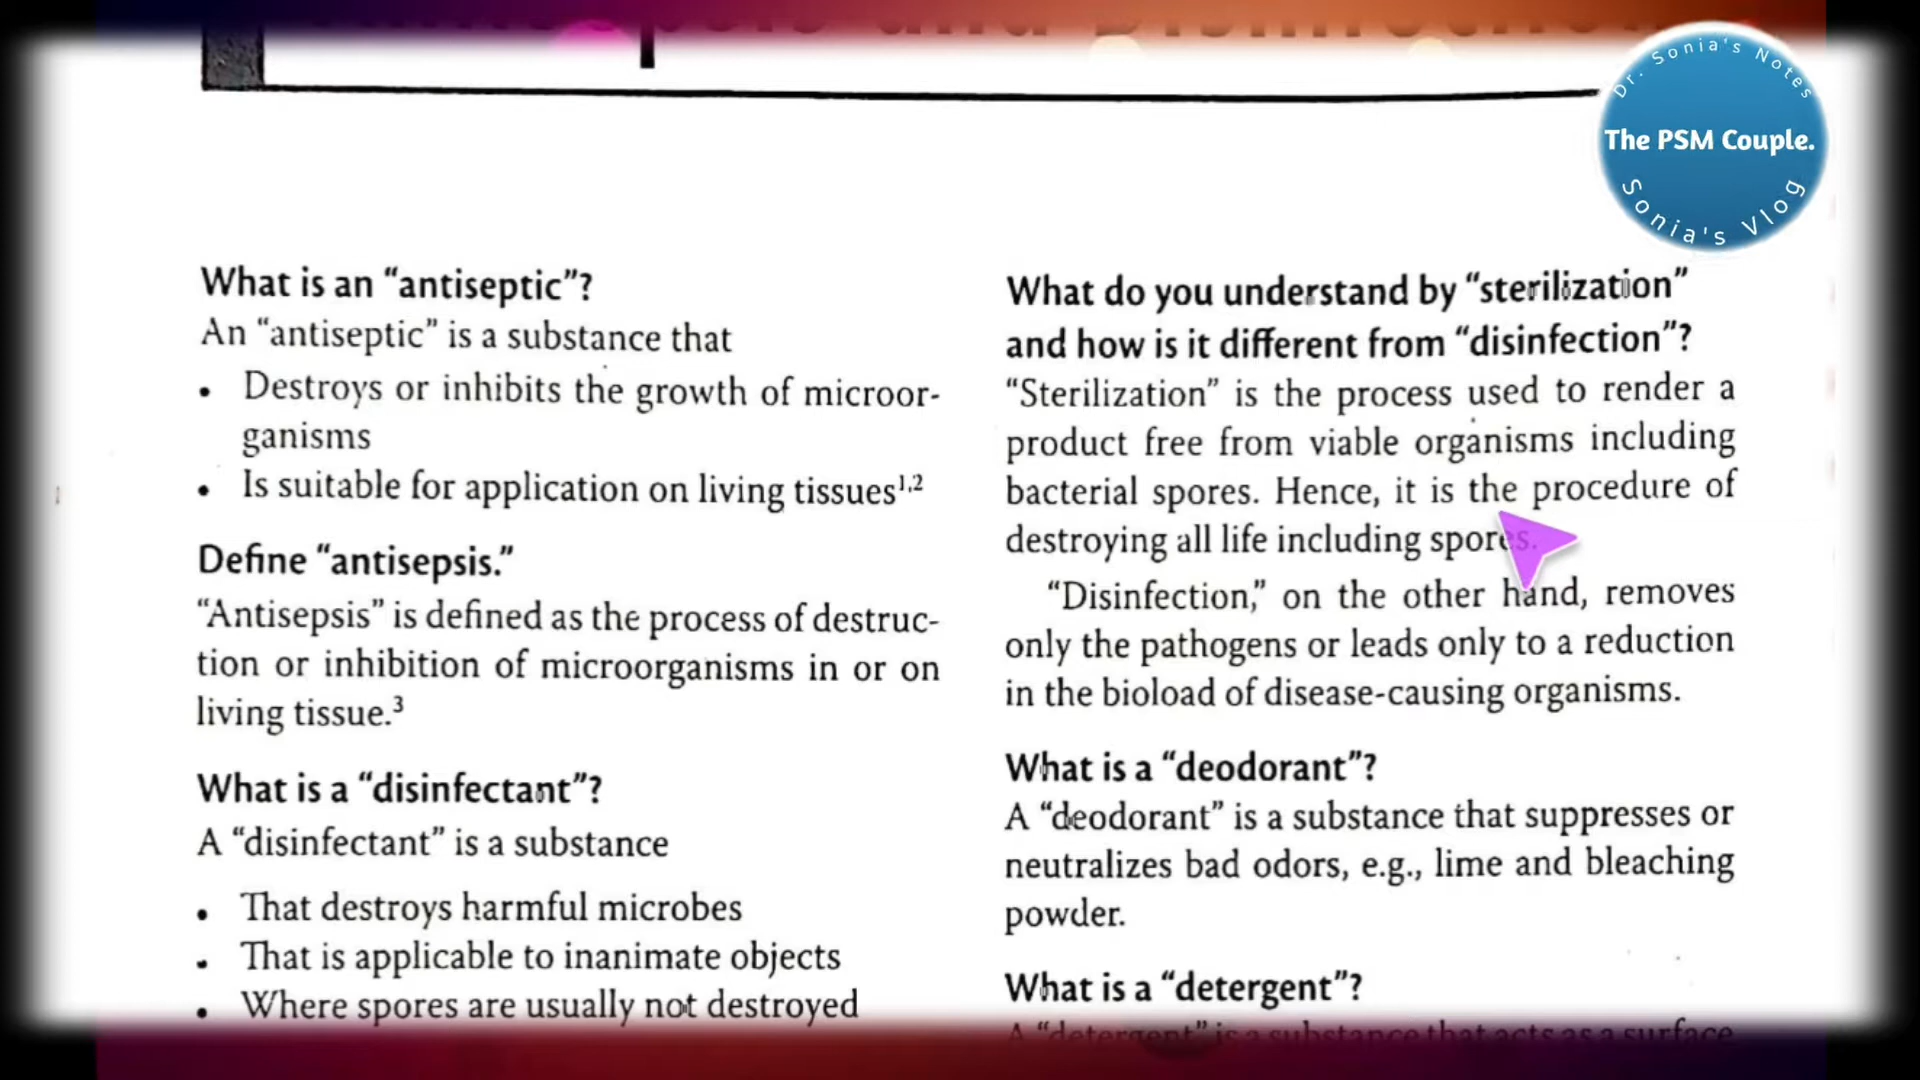 Dr. Sonia's Notes
The PSM Couple.
Sonia's Vlog
What is an “antiseptic”?
An “antiseptic” is a substance that
• Destroys or inhibits the growth of microor-
ganisms
• Is suitable for application on living tissues1,2
Define “antisepsis.”
“Antisepsis” is defined as the process of destruc-
tion or inhibition of microorganisms in or on
living tissue.3
What is a “disinfectant”?
A “disinfectant” is a substance
• That destroys harmful microbes
• That is applicable to inanimate objects
• Where spores are usually not destroyed
What do you understand by “sterilization”
and how is it different from “disinfection”?
“Sterilization” is the process used to render a
product free from viable organisms including
bacterial spores. Hence, it is the procedure of
destroying all life including spores.
“Disinfection,” on the other hand, removes
only the pathogens or leads only to a reduction
in the bioload of disease-causing organisms.
What is a “deodorant”?
A “deodorant” is a substance that suppresses or
neutralizes bad odors, e.g., lime and bleaching
powder.
What is a “detergent”?
A “detergent” is a substance that acts as a surface